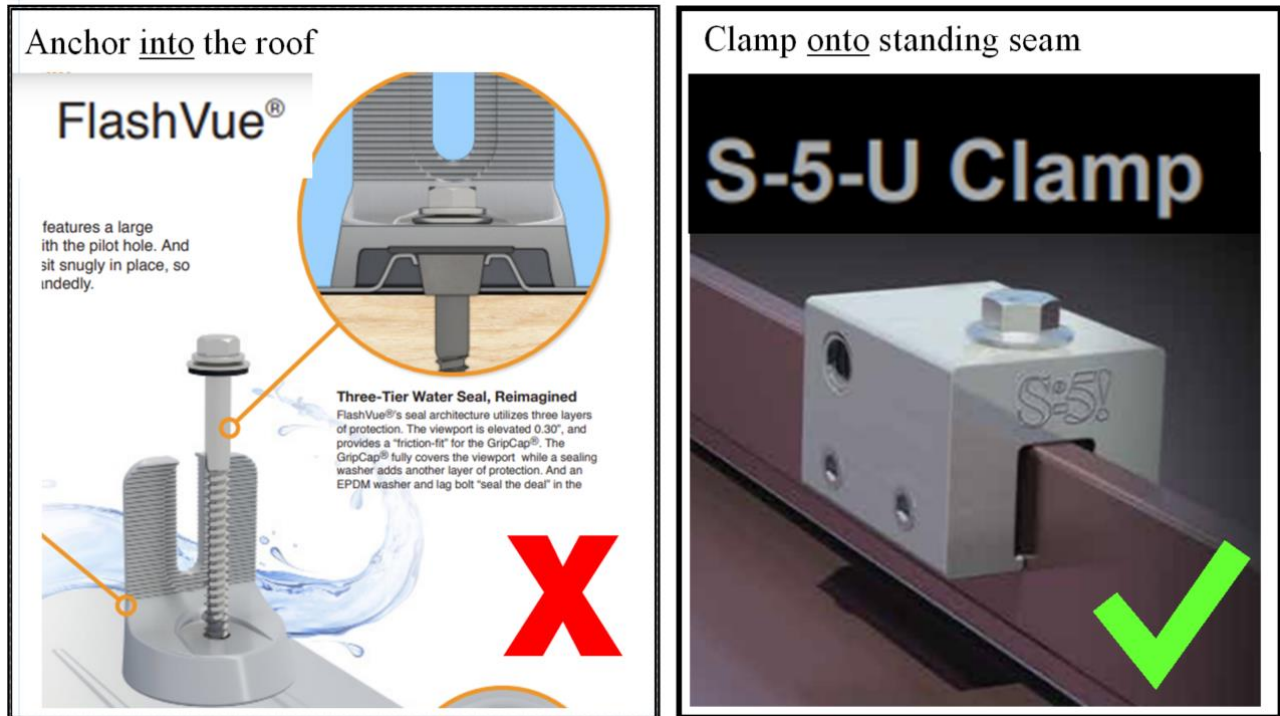 Anchor into the roof
FlashVue®
features a large
ith the pilot hole. And
sit snugly in place, so
ndedly.
Three-Tier Water Seal, Reimagined
FlashVue®'s seal architecture utilizes three layers
of protection. The viewport is elevated 0.30", and
provides a "friction-fit" for the GripCap®. The
GripCap® fully covers the viewport while a sealing
washer adds another layer of protection. And an
EPDM washer and lag bolt "seal the deal" in the
X
Clamp onto standing seam
S-5-U Clamp
S-5!